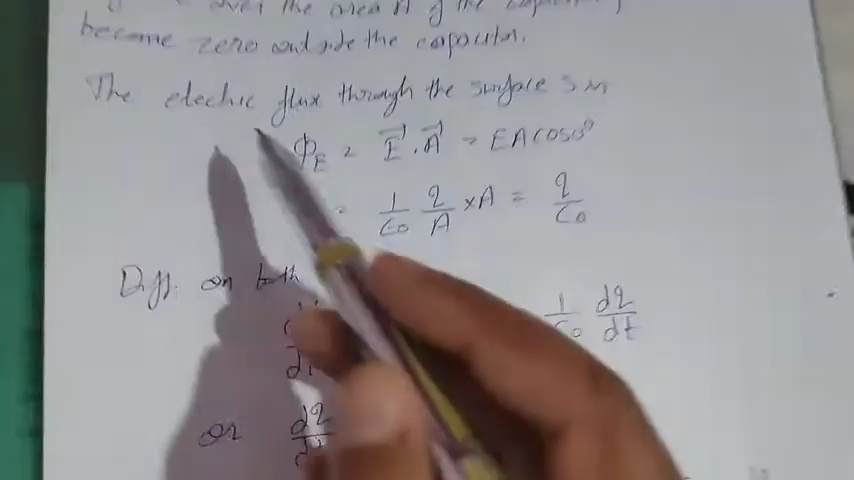 over the area A of the
become zero outside the capacitor.
The electric flux through the surface S is
Φ_E = E⃗ . A⃗ = EA cos0°
= 1/ε₀ q/A × A = q/ε₀
Diff. on both
1/ε₀ dq/dt
or dq/dt